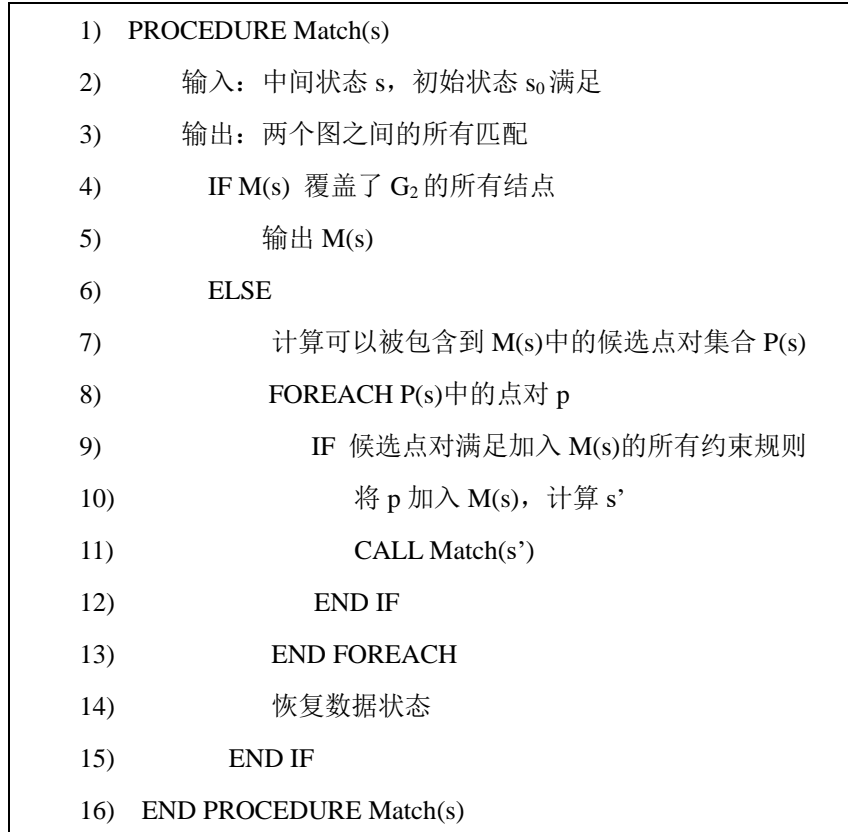 1) PROCEDURE Match(s)
2) 输入：中间状态 s，初始状态 s0满足
3) 输出：两个图之间的所有匹配
4) IF M(s) 覆盖了 G2的所有结点
5) 输出 M(s)
6) ELSE
7) 计算可以被包含到 M(s)中的候选点对集合 P(s)
8) FOREACH P(s)中的点对 p
9) IF 候选点对满足加入 M(s)的所有约束规则
10) 将 p 加入 M(s)，计算 s’
11) CALL Match(s’)
12) END IF
13) END FOREACH
14) 恢复数据状态
15) END IF
16) END PROCEDURE Match(s)